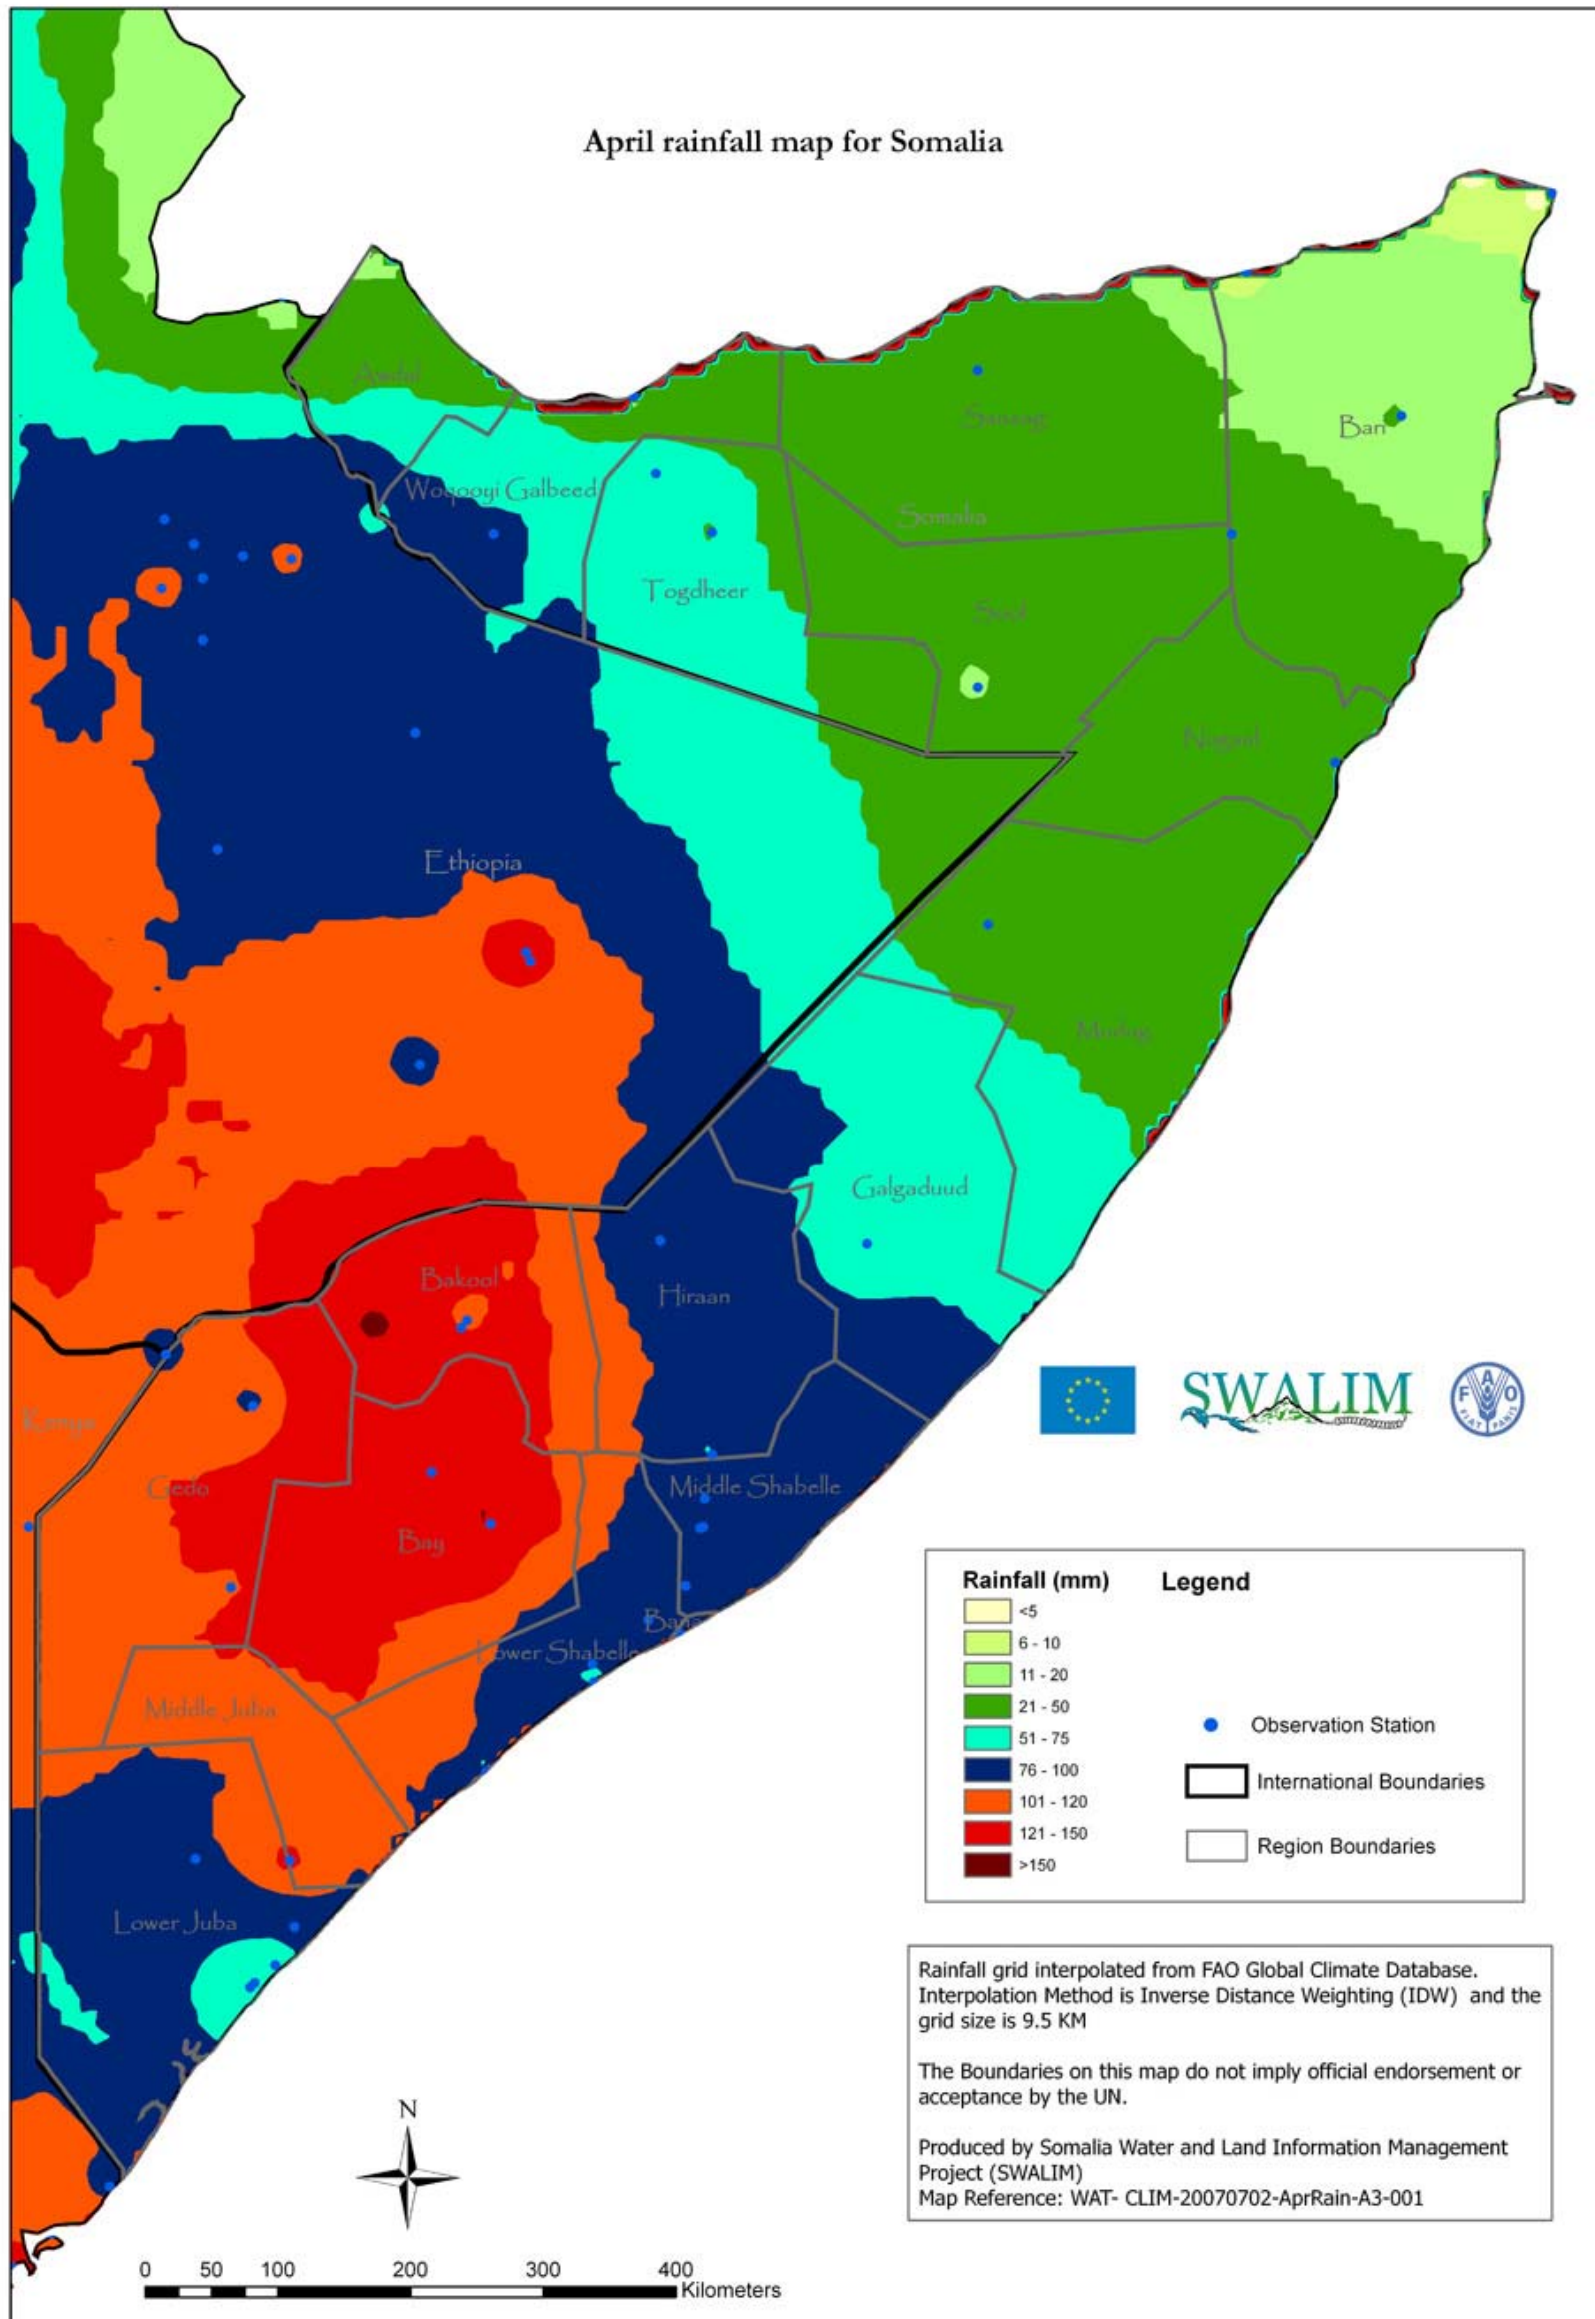 April rainfall map for Somalia
Awdal
Woqooyi Galbeed
Sanaag
Bari
Somalia
Togdheer
Sool
Nugaal
Ethiopia
Mudug
Galgaduud
Bakool
Hiraan
Kenya
Gedo
Bay
Middle Shabelle
Lower Shabelle
Middle Juba
Lower Juba
SWALIM
FAO
FIAT PANIS
Rainfall (mm)
Legend
<5
6 - 10
11 - 20
21 - 50
51 - 75
76 - 100
101 - 120
121 - 150
>150
Observation Station
International Boundaries
Region Boundaries
Rainfall grid interpolated from FAO Global Climate Database.
Interpolation Method is Inverse Distance Weighting (IDW) and the
grid size is 9.5 KM
The Boundaries on this map do not imply official endorsement or
acceptance by the UN.
Produced by Somalia Water and Land Information Management
Project (SWALIM)
Map Reference: WAT- CLIM-20070702-AprRain-A3-001
N
0 50 100 200 300 400
Kilometers